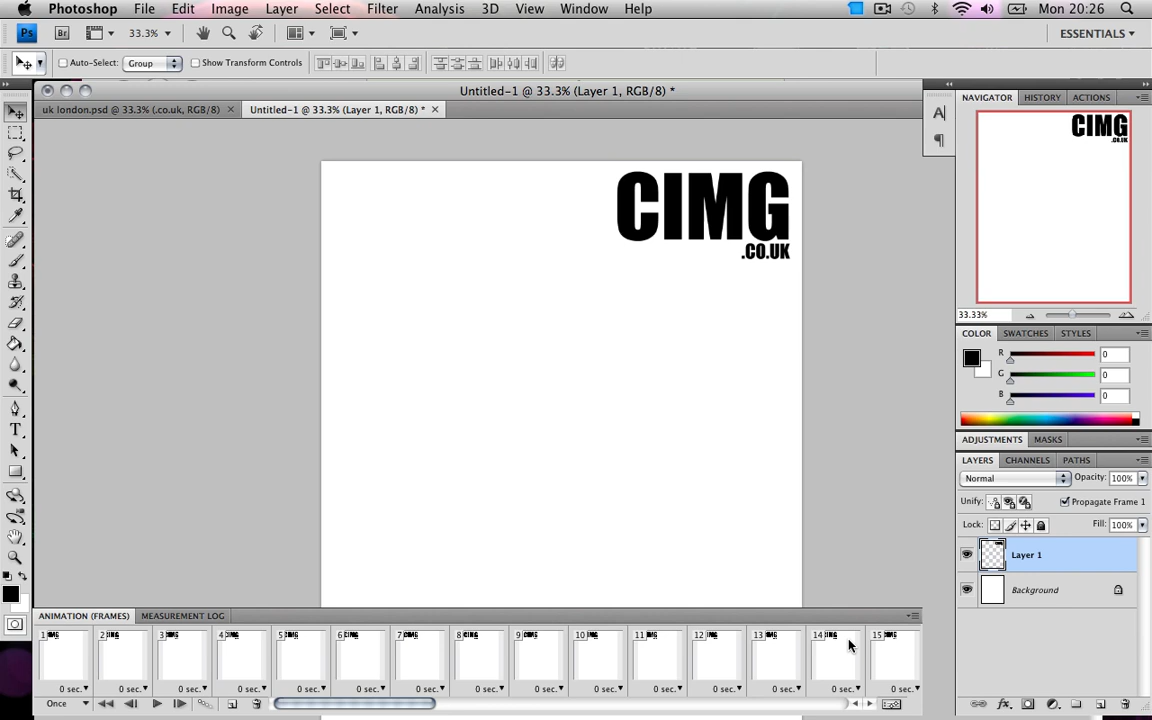 Photoshop File Edit Image Layer Select Filter Analysis 3D View Window Help Mon 20:26
Ps Br 33.3% ESSENTIALS
Auto-Select: Group Show Transform Controls
Untitled-1 @ 33.3% (Layer 1, RGB/8) *
uk london.psd @ 33.3% (.co.uk, RGB/8) Untitled-1 @ 33.3% (Layer 1, RGB/8) *
CIMG
.CO.UK
NAVIGATOR HISTORY ACTIONS
CIMG
.CO.UK
33.33%
COLOR SWATCHES STYLES
R 0
G 0
B 0
ADJUSTMENTS MASKS
LAYERS CHANNELS PATHS
Normal Opacity: 100%
Unify: Propagate Frame 1
Lock: Fill: 100%
Layer 1
Background
ANIMATION (FRAMES) MEASUREMENT LOG
1 2 3 4 5 6 7 8 9 10 11 12 13 14 15
0 sec. 0 sec. 0 sec. 0 sec. 0 sec. 0 sec. 0 sec. 0 sec. 0 sec. 0 sec. 0 sec. 0 sec. 0 sec. 0 sec. 0 sec.
Once